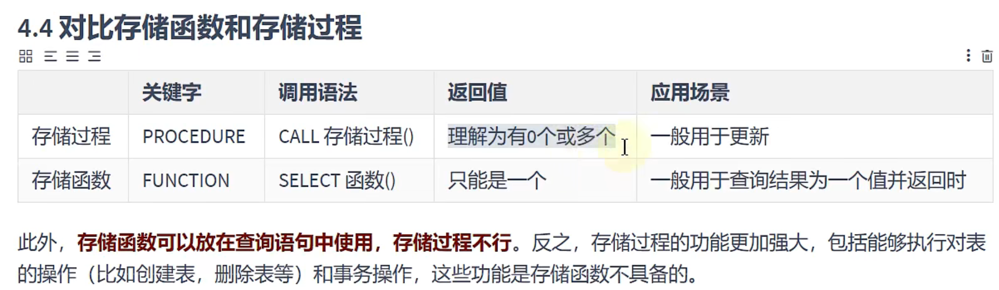 4.4 对比存储函数和存储过程
关键字 调用语法 返回值 应用场景
存储过程 PROCEDURE CALL 存储过程() 理解为有0个或多个 一般用于更新
存储函数 FUNCTION SELECT 函数() 只能是一个 一般用于查询结果为一个值并返回时
此外，存储函数可以放在查询语句中使用，存储过程不行。反之，存储过程的功能更加强大，包括能够执行对表
的操作（比如创建表，删除表等）和事务操作，这些功能是存储函数不具备的。